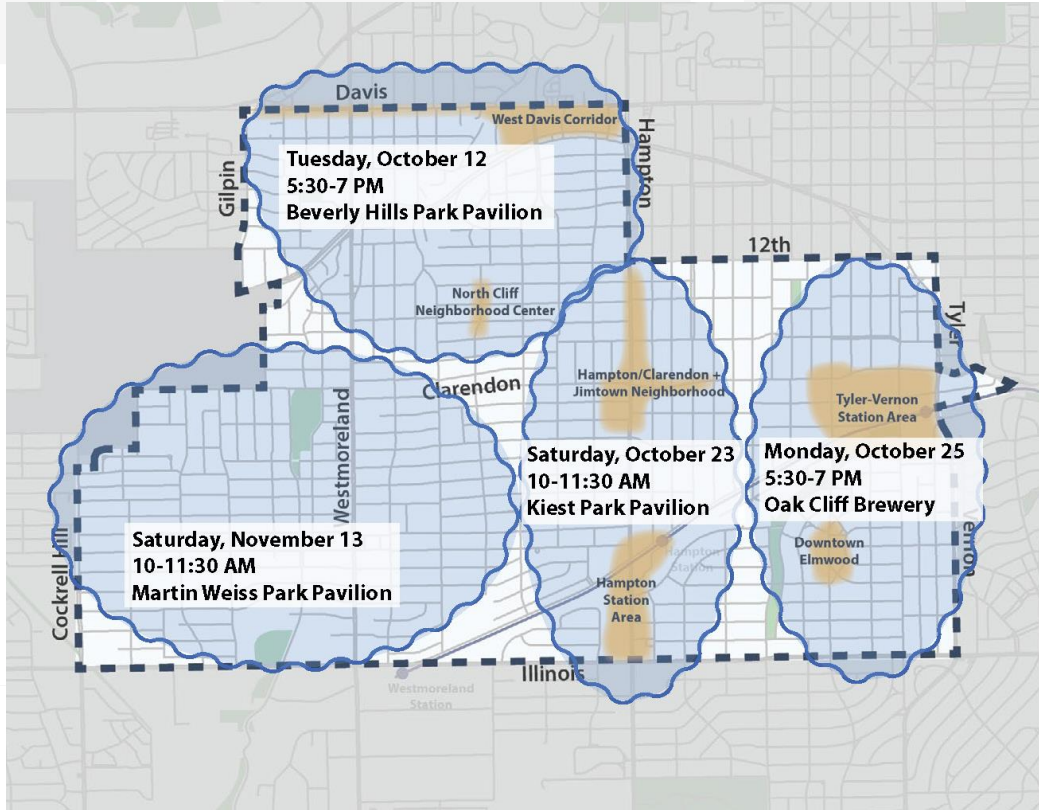 Davis
West Davis Corridor
Hampton
Gilpin
Tuesday, October 12
5:30-7 PM
Beverly Hills Park Pavilion
12th
North Cliff
Neighborhood Center
Tyler
Clarendon
Hampton/Clarendon +
Jimtown Neighborhood
Tyler-Vernon
Station Area
Westmoreland
Saturday, October 23
10-11:30 AM
Kiest Park Pavilion
Monday, October 25
5:30-7 PM
Oak Cliff Brewery
Saturday, November 13
10-11:30 AM
Martin Weiss Park Pavilion
Cockrell Hill
Hampton
Station
Downtown
Elmwood
Vernon
Hampton
Station
Area
Illinois
Westmoreland
Station